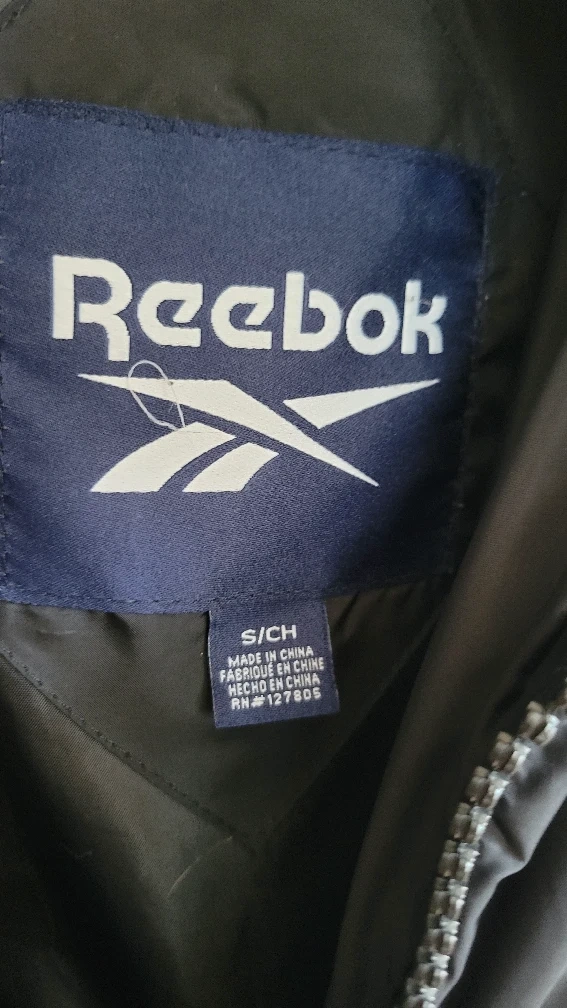 Reebok
S/CH
MADE IN CHINA
FABRIQUÉ EN CHINE
HECHO EN CHINA
RN#127805